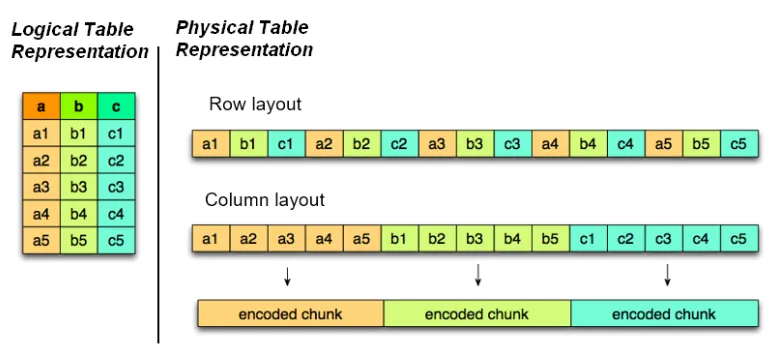 Logical Table
Representation
a b c
a1 b1 c1
a2 b2 c2
a3 b3 c3
a4 b4 c4
a5 b5 c5
Physical Table
Representation
Row layout
a1 b1 c1 a2 b2 c2 a3 b3 c3 a4 b4 c4 a5 b5 c5
Column layout
a1 a2 a3 a4 a5 b1 b2 b3 b4 b5 c1 c2 c3 c4 c5
encoded chunk encoded chunk encoded chunk